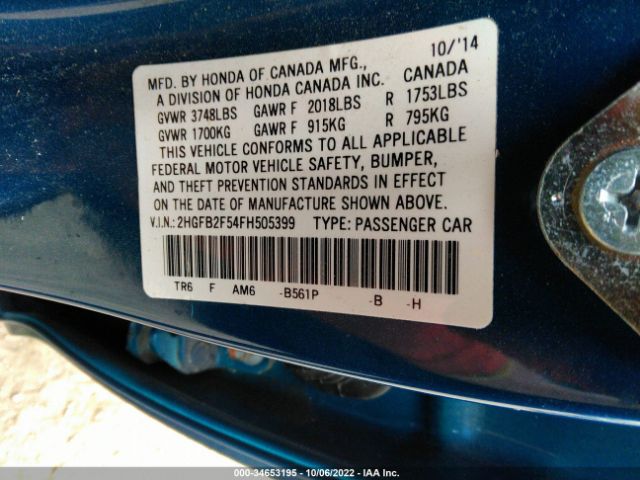 10/'14
MFD. BY HONDA OF CANADA MFG., CANADA
A DIVISION OF HONDA CANADA INC.
GVWR 3748LBS GAWR F 2018LBS R 1753LBS
GVWR 1700KG GAWR F 915KG R 795KG
THIS VEHICLE CONFORMS TO ALL APPLICABLE
FEDERAL MOTOR VEHICLE SAFETY, BUMPER,
AND THEFT PREVENTION STANDARDS IN EFFECT
ON THE DATE OF MANUFACTURE SHOWN ABOVE.
V.I.N.: 2HGFB2F54FH505399 TYPE: PASSENGER CAR
TR6 F AM6 -B561P -B -H
000-34653195 - 10/06/2022 - IAA Inc.